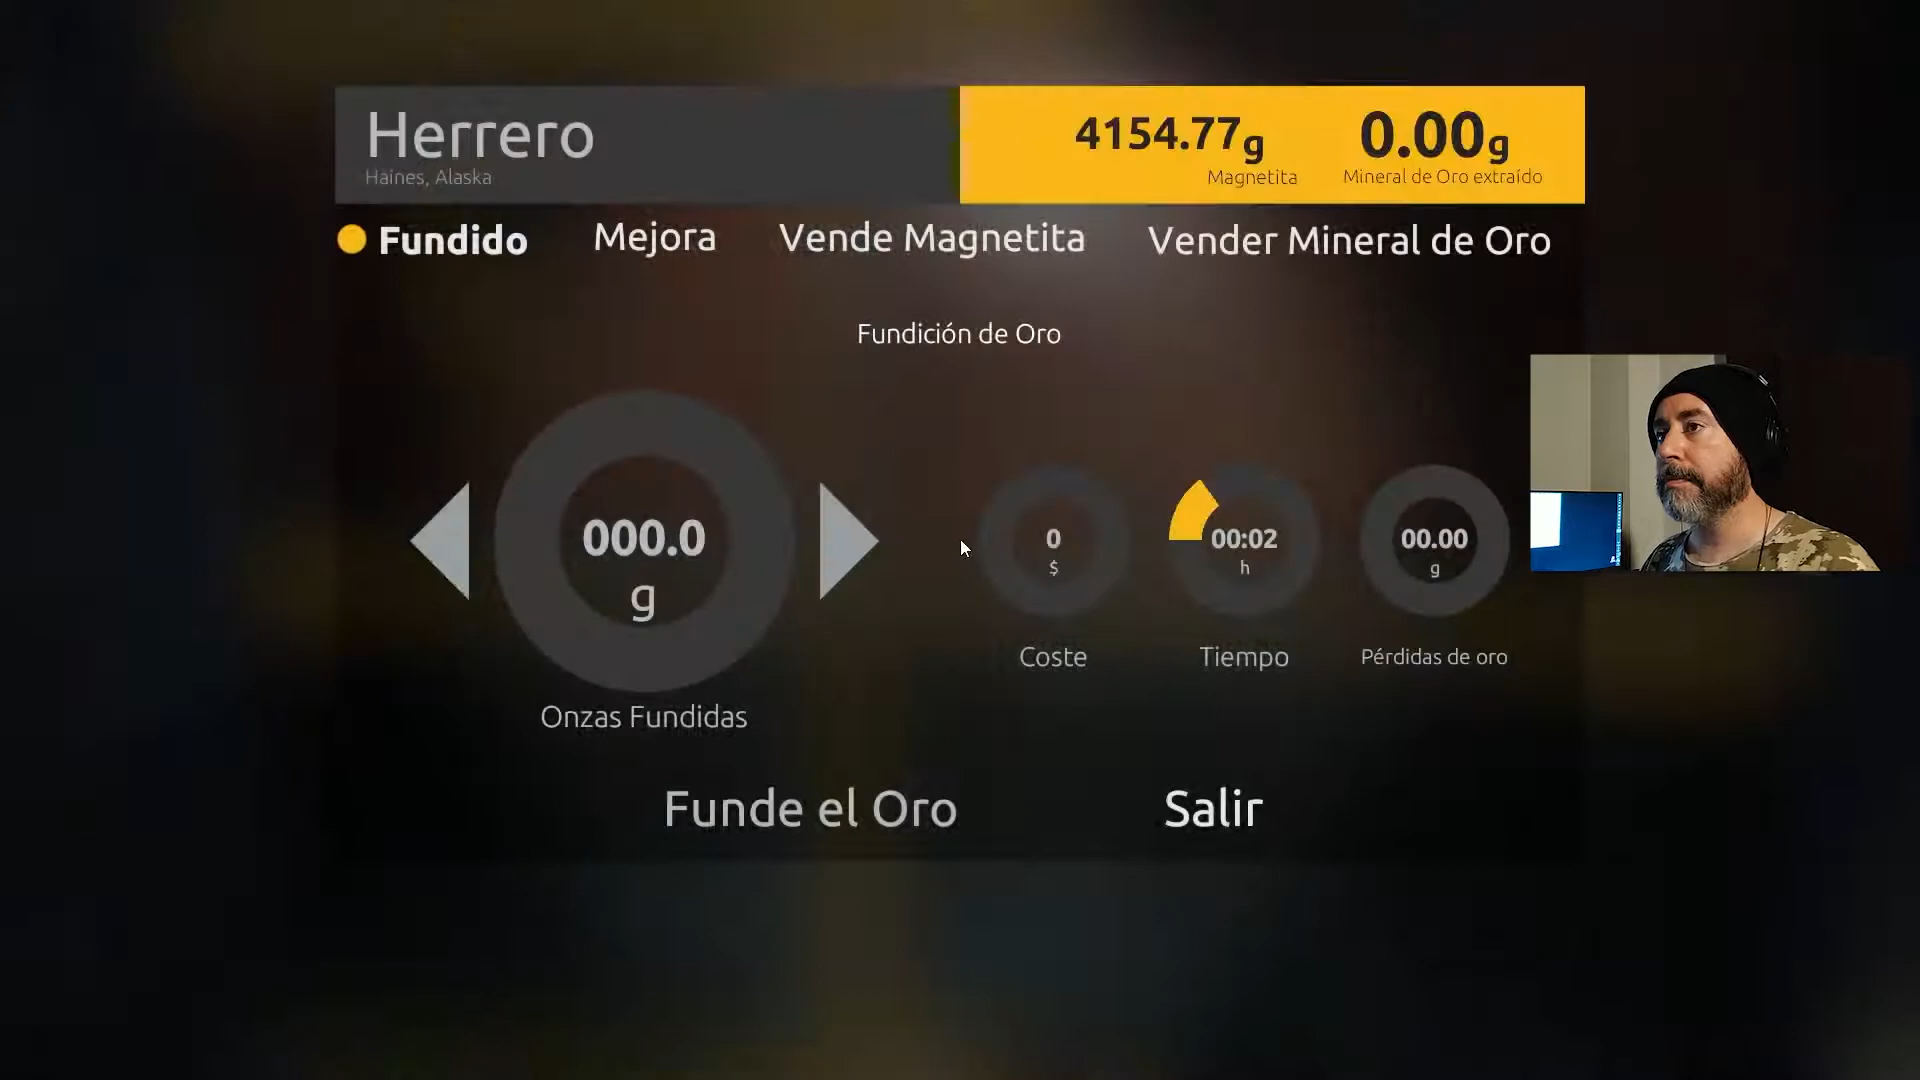 Herrero
Haines, Alaska
4154.77g
Magnetita
0.00g
Mineral de Oro extraído
Fundido
Mejora
Vende Magnetita
Vender Mineral de Oro
Fundición de Oro
000.0
g
Onzas Fundidas
0
$
Coste
00:02
h
Tiempo
00.00
g
Pérdidas de oro
Funde el Oro
Salir